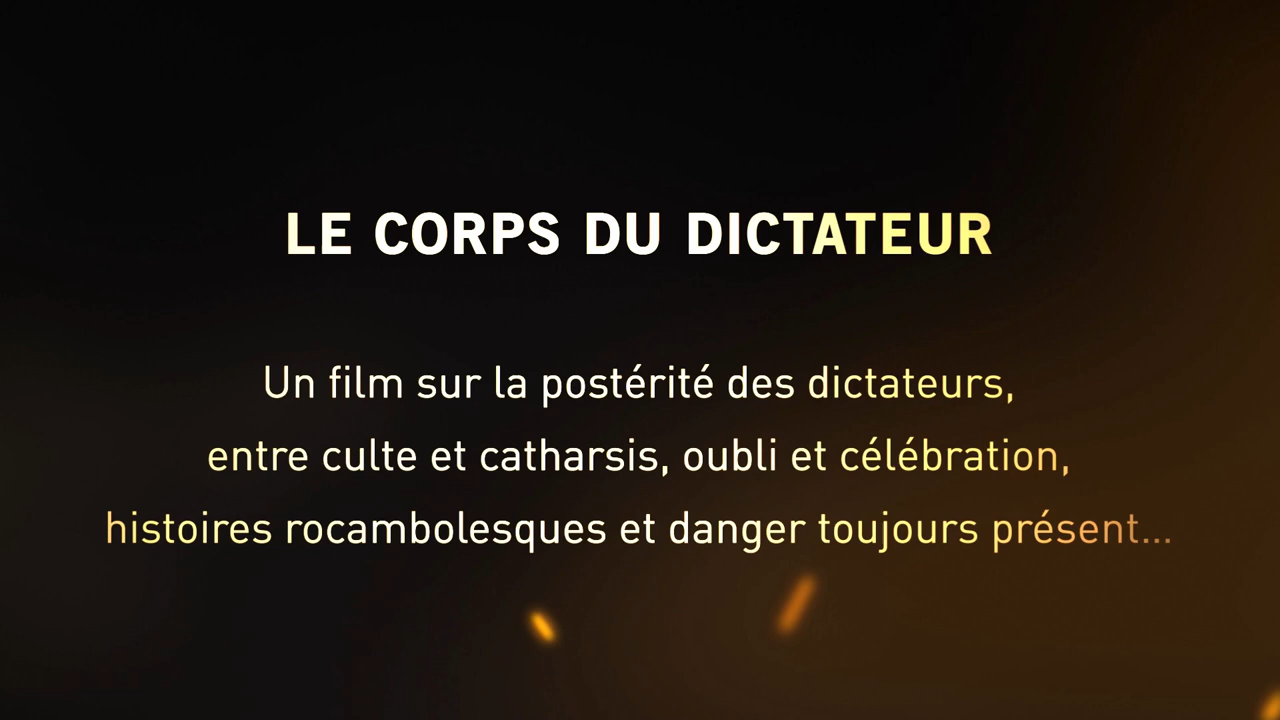 LE CORPS DU DICTATEUR
Un film sur la postérité des dictateurs,
entre culte et catharsis, oubli et célébration,
histoires rocambolesques et danger toujours présent...